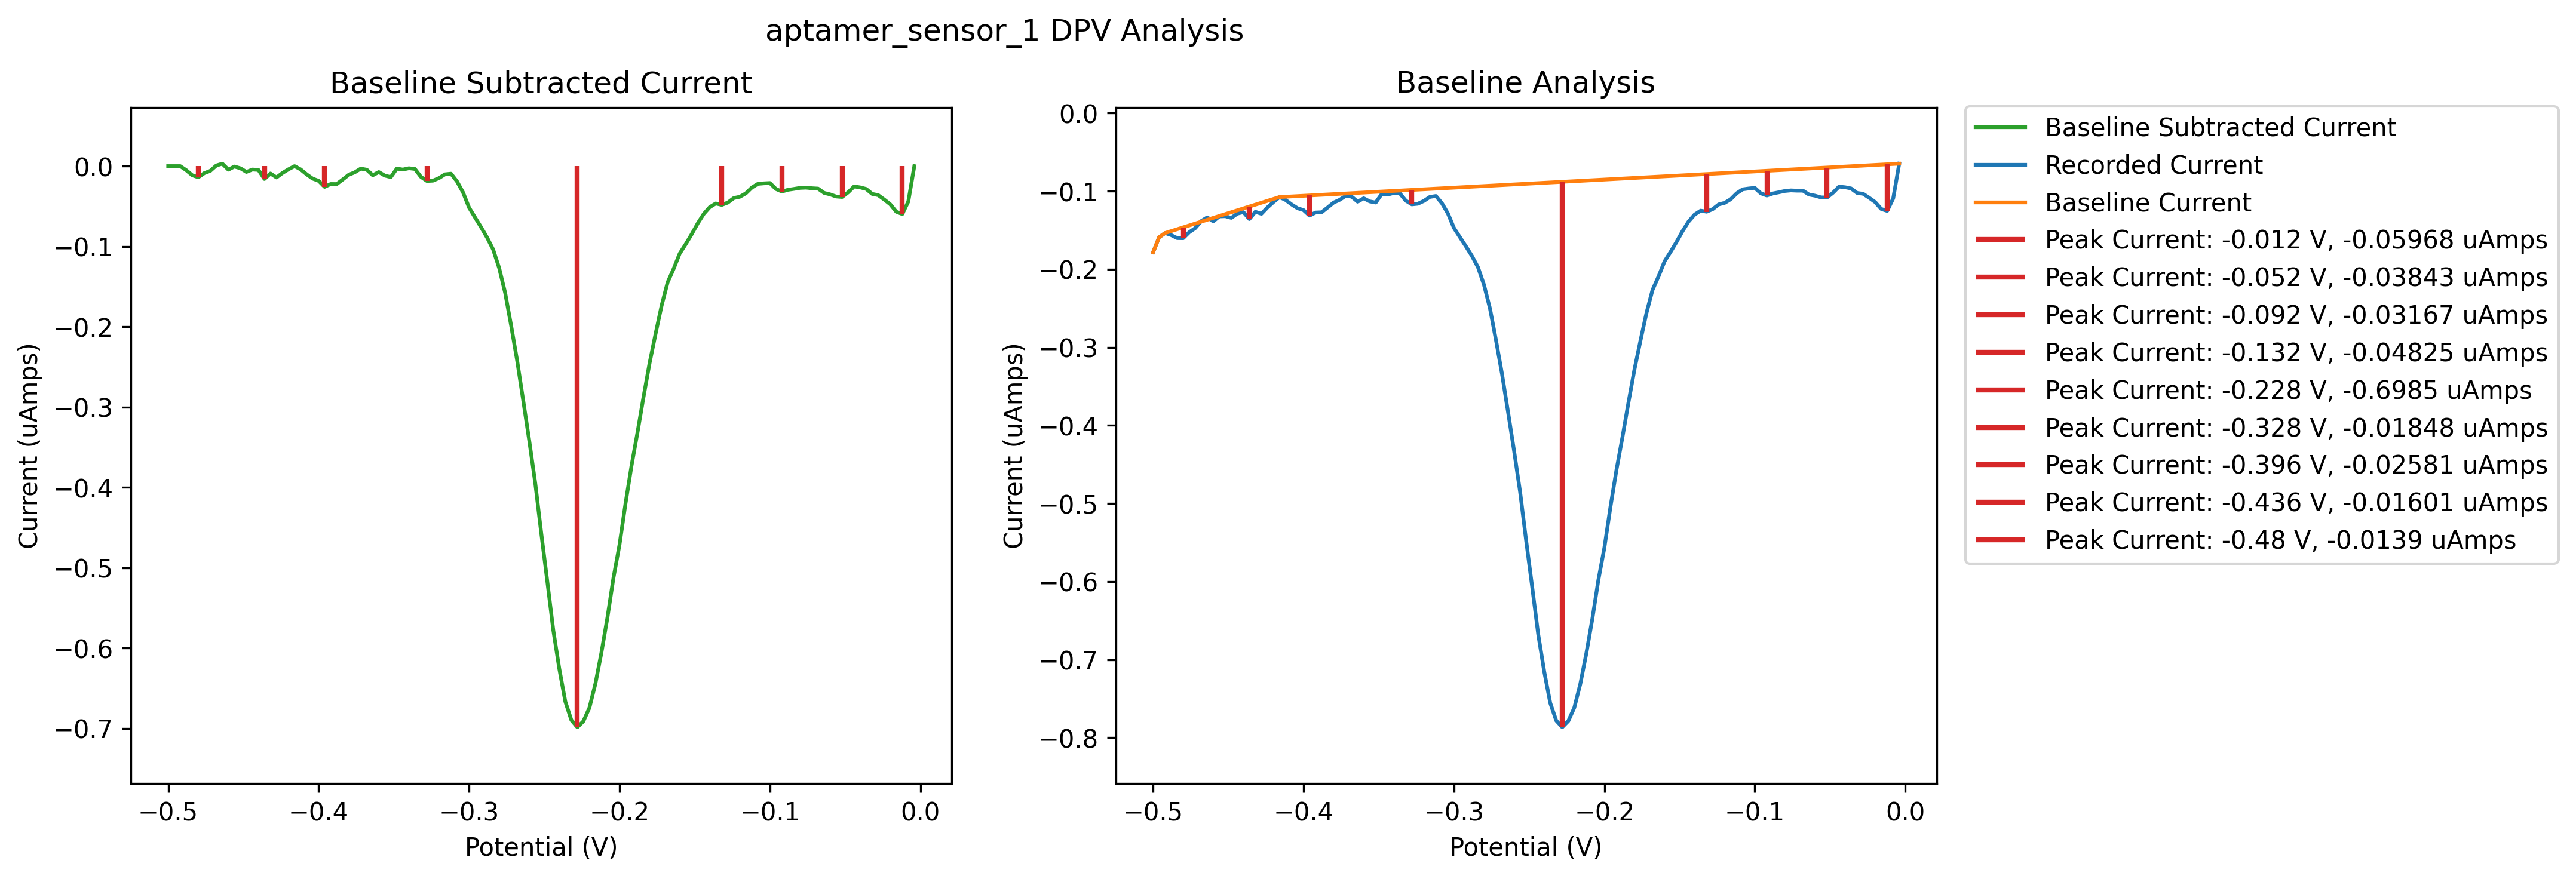 aptamer_sensor_1 DPV Analysis
Baseline Subtracted Current
0.0
−0.1
−0.2
−0.3
−0.4
−0.5
−0.6
−0.7
Current (uAmps)
−0.5 −0.4 −0.3 −0.2 −0.1 0.0
Potential (V)
Baseline Analysis
0.0
−0.1
−0.2
−0.3
−0.4
−0.5
−0.6
−0.7
−0.8
Current (uAmps)
−0.5 −0.4 −0.3 −0.2 −0.1 0.0
Potential (V)
Baseline Subtracted Current
Recorded Current
Baseline Current
Peak Current: -0.012 V, -0.05968 uAmps
Peak Current: -0.052 V, -0.03843 uAmps
Peak Current: -0.092 V, -0.03167 uAmps
Peak Current: -0.132 V, -0.04825 uAmps
Peak Current: -0.228 V, -0.6985 uAmps
Peak Current: -0.328 V, -0.01848 uAmps
Peak Current: -0.396 V, -0.02581 uAmps
Peak Current: -0.436 V, -0.01601 uAmps
Peak Current: -0.48 V, -0.0139 uAmps